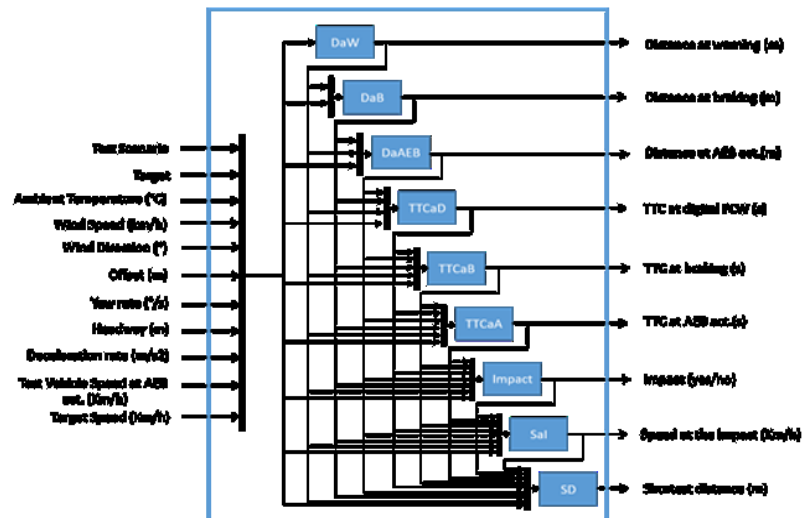 Test Scenario
Target
Ambient Temperature (°C)
Wind Speed (km/h)
Wind Direction (°)
Offset (m)
Yaw rate (°/s)
Headway (m)
Deceleration rate (m/s2)
Test Vehicle Speed at AEB
act. (Km/h)
Target Speed (Km/h)
DaW
DaB
DaAEB
TTCaD
TTCaB
TTCaA
Impact
SaI
SD
Distance at warning (m)
Distance at braking (m)
Distance at AEB act.(m)
TTC at digital FCW (s)
TTC at braking (s)
TTC at AEB act.(s)
Impact (yes/no)
Speed at the impact (Km/h)
Shortest distance (m)